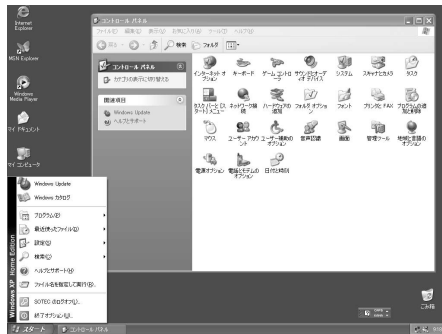 Internet
Explorer
MSN Explorer
Windows
Media Player
マイ ドキュメント
マイ コンピュータ
コントロール パネル
ファイル(F) 編集(E) 表示(V) お気に入り(A) ツール(T) ヘルプ(H)
戻る
検索
フォルダ
コントロール パネル
カテゴリの表示に切り替える
関連項目
Windows Update
ヘルプとサポート
インターネット オプション
キーボード
ゲーム コントローラ
サウンドとオーディオ デバイス
システム
スキャナとカメラ
タスク
タスク バーと [スタート] メニュー
ネットワーク接続
ハードウェアの追加
フォルダ オプション
フォント
プリンタと FAX
プログラムの追加と削除
マウス
ユーザー アカウント
ユーザー補助のオプション
音声認識
画面
管理ツール
地域と言語のオプション
電源オプション
電話とモデムのオプション
日付と時刻
Windows Update
Windows カタログ
プログラム(P)
最近使ったファイル(D)
設定(S)
検索(C)
ヘルプとサポート(H)
ファイル名を指定して実行(R)...
SOTEC のログオフ(L)...
終了オプション(U)...
Windows XP Home Edition
ごみ箱
スタート
コントロール パネル